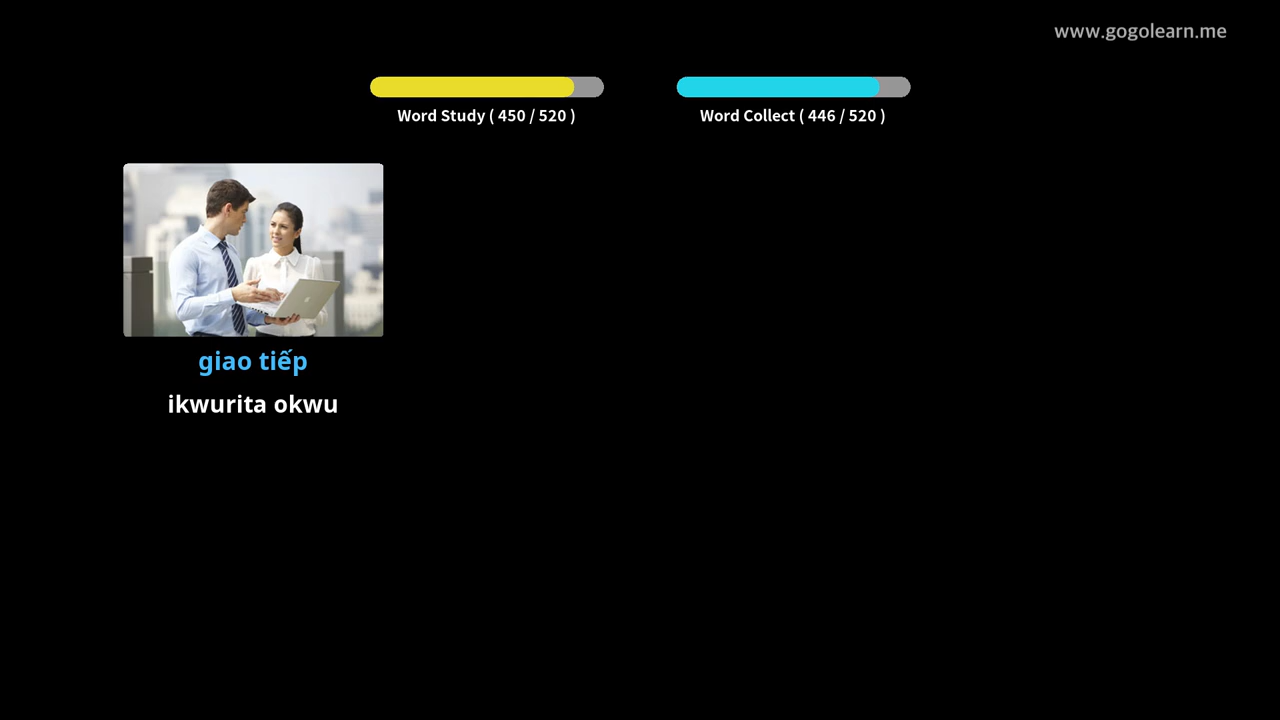 www.gogolearn.me
Word Study ( 450 / 520 )
Word Collect ( 446 / 520 )
giao tiếp
ikwurita okwu